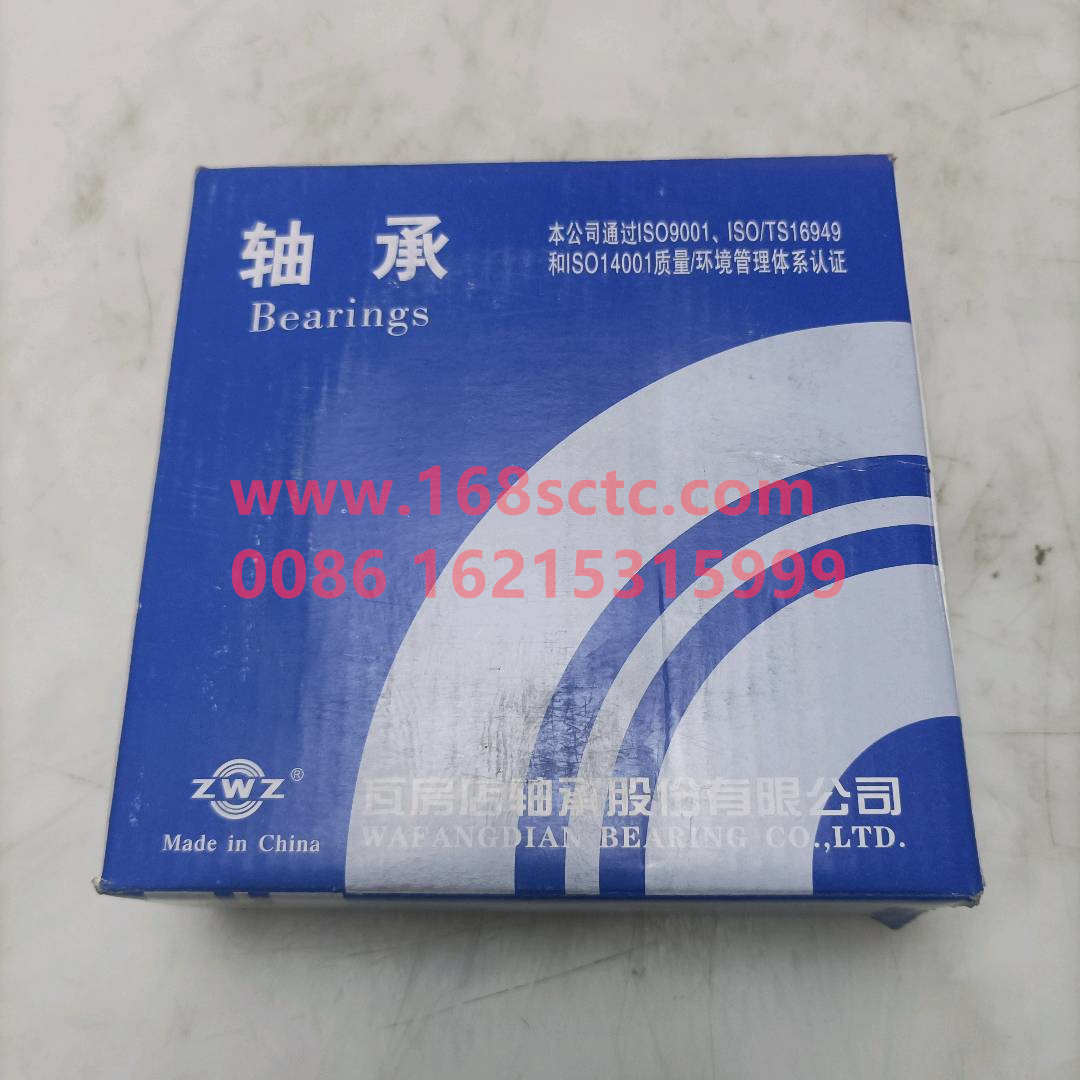 轴 承
Bearings
本公司通过ISO9001、ISO/TS16949
和ISO14001质量/环境管理体系认证
www.168sctc.com
0086 16215315999
ZWZ®
Made in China
瓦房店轴承股份有限公司
WAFANGDIAN BEARING CO.,LTD.